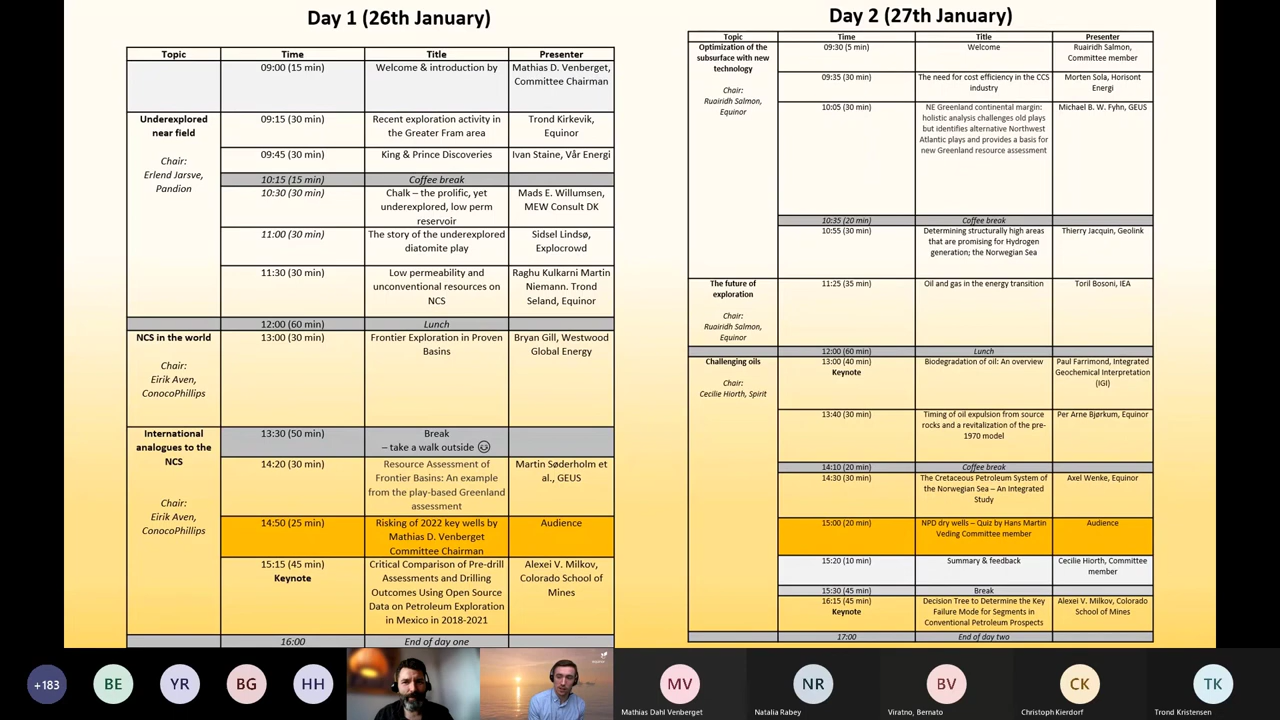 Day 1 (26th January)
Topic
Time
Title
Presenter
09:00 (15 min)
Welcome & introduction by
Mathias D. Venberget,
Committee Chairman
Underexplored
near field
Chair:
Erlend Jarsve,
Pandion
09:15 (30 min)
Recent exploration activity in
the Greater Fram area
Trond Kirkevik,
Equinor
09:45 (30 min)
King & Prince Discoveries
Ivan Staine, Vår Energi
10:15 (15 min)
Coffee break
10:30 (30 min)
Chalk – the prolific, yet
underexplored, low perm
reservoir
Mads E. Willumsen,
MEW Consult DK
11:00 (30 min)
The story of the underexplored
diatomite play
Sidsel Lindsø,
Explocrowd
11:30 (30 min)
Low permeability and
unconventional resources on
NCS
Raghu Kulkarni Martin
Niemann. Trond
Seland, Equinor
12:00 (60 min)
Lunch
NCS in the world
Chair:
Eirik Aven,
ConocoPhillips
13:00 (30 min)
Frontier Exploration in Proven
Basins
Bryan Gill, Westwood
Global Energy
International
analogues to the
NCS
Chair:
Eirik Aven,
ConocoPhillips
13:30 (50 min)
Break
– take a walk outside ☺
14:20 (30 min)
Resource Assessment of
Frontier Basins: An example
from the play-based Greenland
assessment
Martin Søderholm et
al., GEUS
14:50 (25 min)
Risking of 2022 key wells by
Mathias D. Venberget
Committee Chairman
Audience
15:15 (45 min)
Keynote
Critical Comparison of Pre-drill
Assessments and Drilling
Outcomes Using Open Source
Data on Petroleum Exploration
in Mexico in 2018-2021
Alexei V. Milkov,
Colorado School of
Mines
16:00
End of day one
Day 2 (27th January)
Topic
Time
Title
Presenter
Optimization of the
subsurface with new
technology
Chair:
Ruairidh Salmon,
Equinor
09:30 (5 min)
Welcome
Ruairidh Salmon,
Committee member
09:35 (30 min)
The need for cost efficiency in the CCS
industry
Morten Sola, Horisont
Energi
10:05 (30 min)
NE Greenland continental margin:
holistic analysis challenges old plays
but identifies alternative Northwest
Atlantic plays and provides a basis for
new Greenland resource assessment
Michael B. W. Fyhn, GEUS
10:35 (20 min)
Coffee break
10:55 (30 min)
Determining structurally high areas
that are promising for Hydrogen
generation; the Norwegian Sea
Thierry Jacquin, Geolink
The future of
exploration
Chair:
Ruairidh Salmon,
Equinor
11:25 (35 min)
Oil and gas in the energy transition
Toril Bosoni, IEA
12:00 (60 min)
Lunch
Challenging oils
Chair:
Cecilie Hiorth, Spirit
13:00 (40 min)
Keynote
Biodegradation of oil: An overview
Paul Farrimond, Integrated
Geochemical Interpretation
(IGI)
13:40 (30 min)
Timing of oil expulsion from source
rocks and a revitalization of the pre-
1970 model
Per Arne Bjørkum, Equinor
14:10 (20 min)
Coffee break
14:30 (30 min)
The Cretaceous Petroleum System of
the Norwegian Sea – An Integrated
Study
Axel Wenke, Equinor
15:00 (20 min)
NPD dry wells – Quiz by Hans Martin
Veding Committee member
Audience
15:20 (10 min)
Summary & feedback
Cecilie Hiorth, Committee
member
15:30 (45 min)
Break
16:15 (45 min)
Keynote
Decision Tree to Determine the Key
Failure Mode for Segments in
Conventional Petroleum Prospects
Alexei V. Milkov, Colorado
School of Mines
17:00
End of day two
+183
BE
YR
BG
HH
MV
Mathias Dahl Venberget
NR
Natalia Rabey
BV
Viratno, Bernato
CK
Christoph Kierdorf
TK
Trond Kristensen